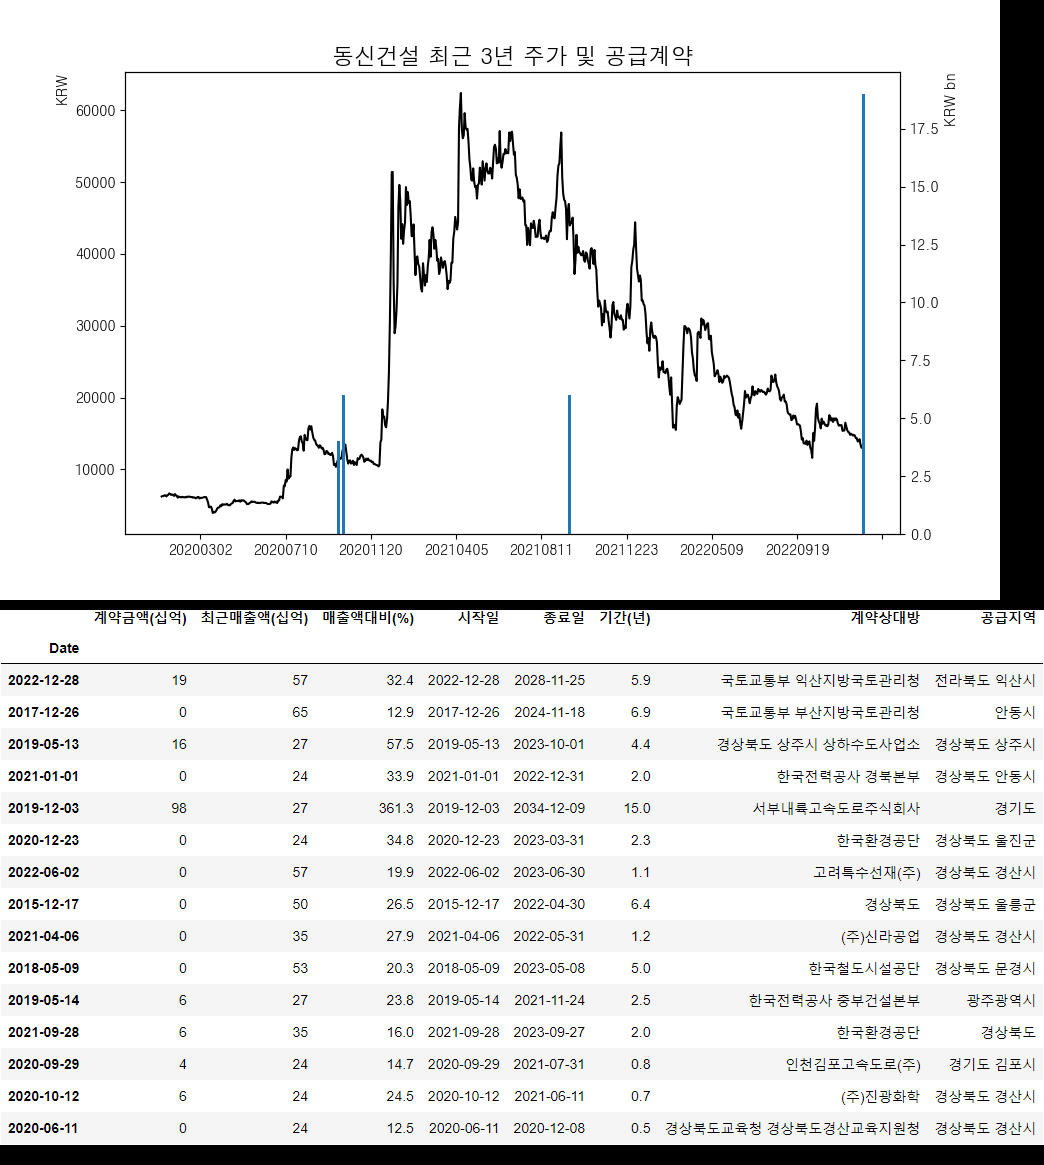 동신건설 최근 3년 주가 및 공급계약
KRW
KRW bn
60000
50000
40000
30000
20000
10000
17.5
15.0
12.5
10.0
7.5
5.0
2.5
0.0
20200302 20200710 20201120 20210405 20210811 20211223 20220509 20220919
계약금액(십억) 최근매출액(십억) 매출액대비(%) 시작일 종료일 기간(년) 계약상대방 공급지역
Date
2022-12-28 19 57 32.4 2022-12-28 2028-11-25 5.9 국토교통부 익산지방국토관리청 전라북도 익산시
2017-12-26 0 65 12.9 2017-12-26 2024-11-18 6.9 국토교통부 부산지방국토관리청 안동시
2019-05-13 16 27 57.5 2019-05-13 2023-10-01 4.4 경상북도 상주시 상하수도사업소 경상북도 상주시
2021-01-01 0 24 33.9 2021-01-01 2022-12-31 2.0 한국전력공사 경북본부 경상북도 안동시
2019-12-03 98 27 361.3 2019-12-03 2034-12-09 15.0 서부내륙고속도로주식회사 경기도
2020-12-23 0 24 34.8 2020-12-23 2023-03-31 2.3 한국환경공단 경상북도 울진군
2022-06-02 0 57 19.9 2022-06-02 2023-06-30 1.1 고려특수선재(주) 경상북도 경산시
2015-12-17 0 50 26.5 2015-12-17 2022-04-30 6.4 경상북도 경상북도 울릉군
2021-04-06 0 35 27.9 2021-04-06 2022-05-31 1.2 (주)신라공업 경상북도 경산시
2018-05-09 0 53 20.3 2018-05-09 2023-05-08 5.0 한국철도시설공단 경상북도 문경시
2019-05-14 6 27 23.8 2019-05-14 2021-11-24 2.5 한국전력공사 중부건설본부 광주광역시
2021-09-28 6 35 16.0 2021-09-28 2023-09-27 2.0 한국환경공단 경상북도
2020-09-29 4 24 14.7 2020-09-29 2021-07-31 0.8 인천김포고속도로(주) 경기도 김포시
2020-10-12 6 24 24.5 2020-10-12 2021-06-11 0.7 (주)진광화학 경상북도 경산시
2020-06-11 0 24 12.5 2020-06-11 2020-12-08 0.5 경상북도교육청 경상북도경산교육지원청 경상북도 경산시